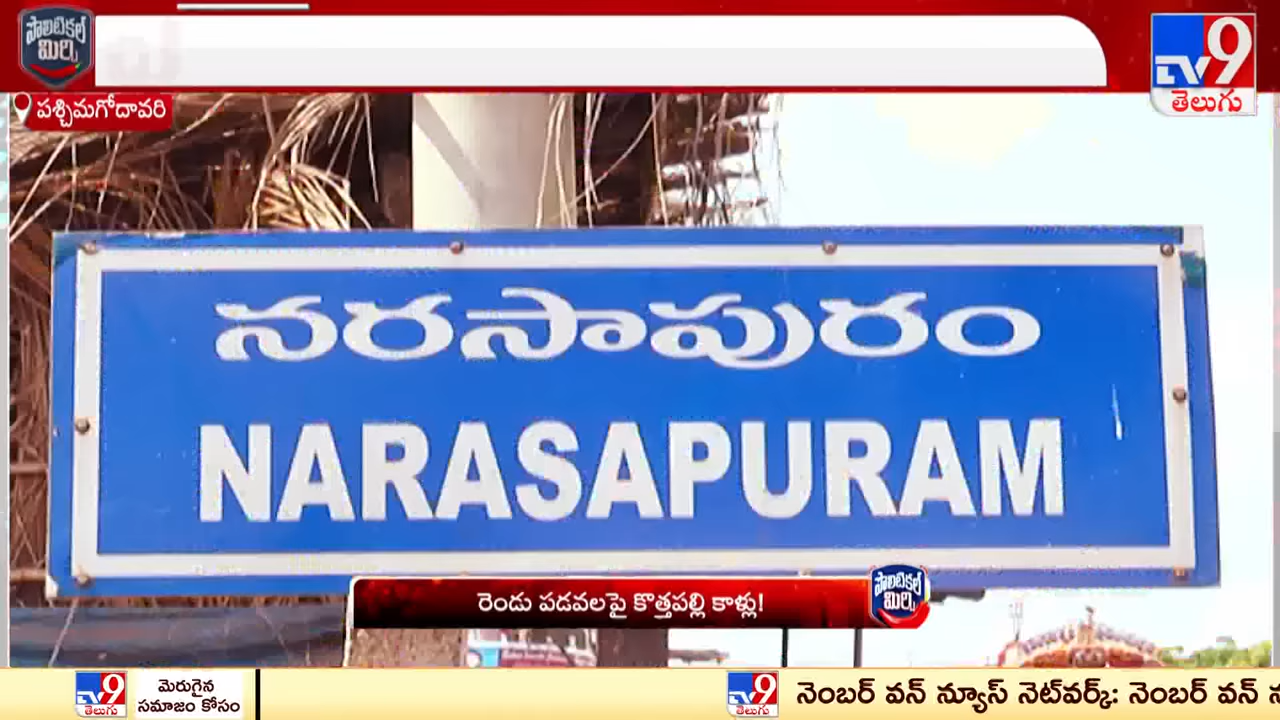 పొలిటికల్
మిర్చి
TV9
తెలుగు
పశ్చిమగోదావరి
నరసాపురం
NARASAPURAM
రెండు పడవలపై కొత్తపల్లి కాళ్లు!
పొలిటికల్
మిర్చి
TV9
తెలుగు
మెరుగైన
సమాజం కోసం
TV9
తెలుగు
నెంబర్ వన్ న్యూస్ నెట్‌వర్క్: నెంబర్ వన్